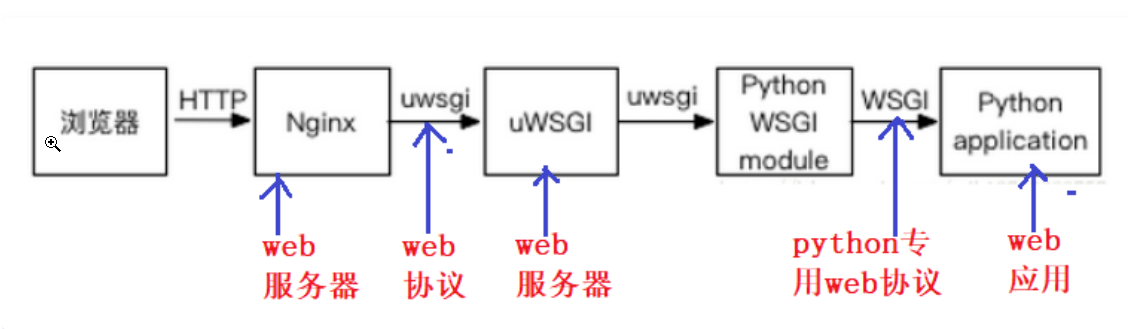 浏览器
HTTP
Nginx
uwsgi
uWSGI
uwsgi
Python
WSGI
module
WSGI
Python
application
web
服务器
web
协议
web
服务器
python专
用web协议
web
应用